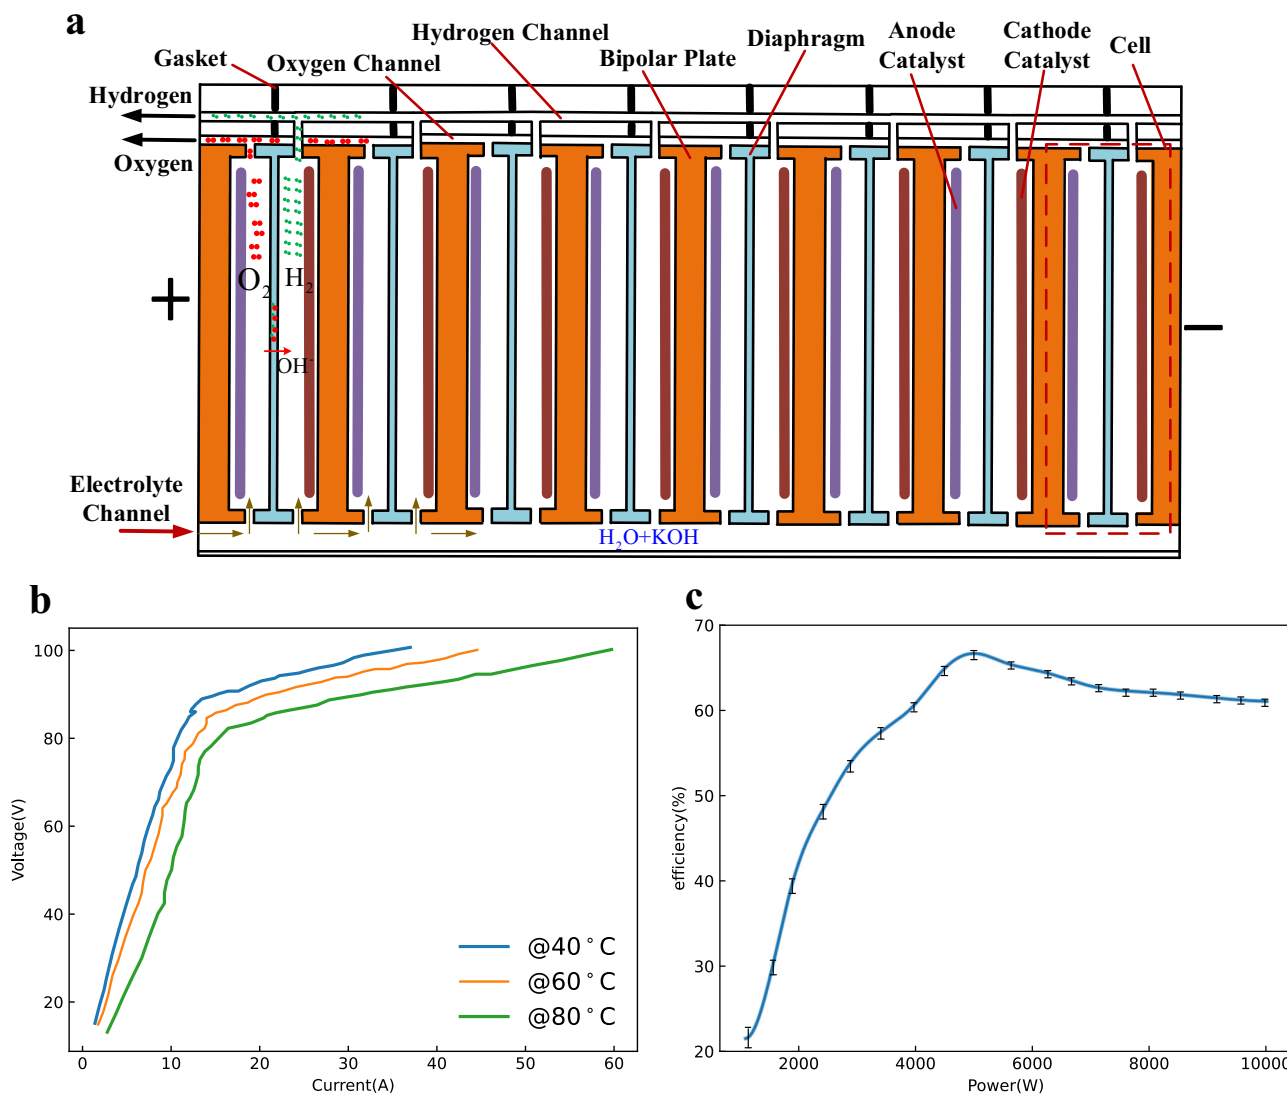 a
Gasket
Oxygen Channel
Hydrogen Channel
Bipolar Plate
Diaphragm
Anode
Catalyst
Cathode
Catalyst
Cell
Hydrogen
Oxygen
O₂ H₂
+
−
OH⁻
Electrolyte
Channel
H₂O+KOH
b
Voltage(V)
100
80
60
40
20
@40°C
@60°C
@80°C
0 10 20 30 40 50 60
Current(A)
c
efficiency(%)
70
60
50
40
30
20
2000 4000 6000 8000 10000
Power(W)